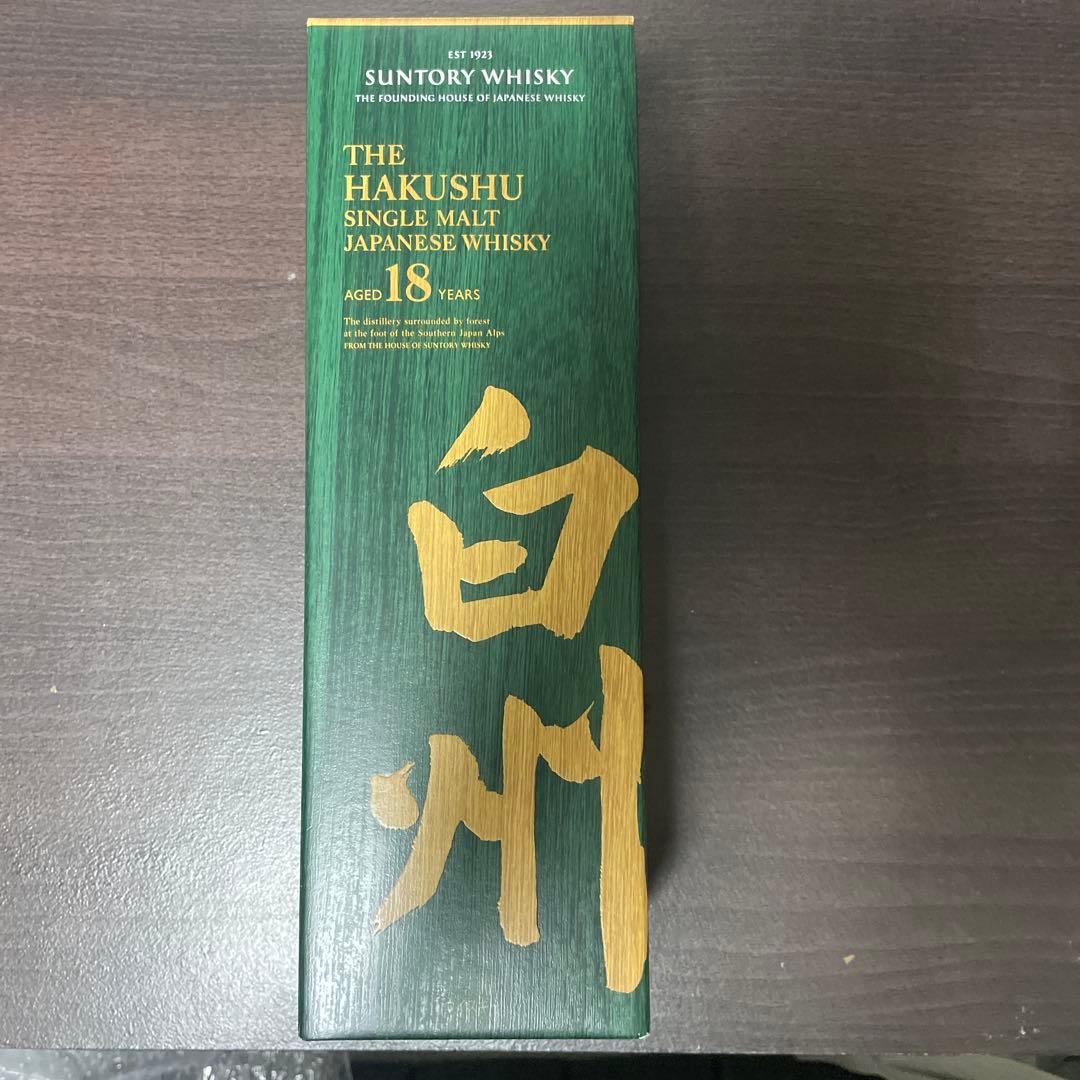 EST 1923
SUNTORY WHISKY
THE FOUNDING HOUSE OF JAPANESE WHISKY
THE
HAKUSHU
SINGLE MALT
JAPANESE WHISKY
AGED 18 YEARS
The distillery surrounded by forest
at the foot of the Southern Japan Alps
FROM THE HOUSE OF SUNTORY WHISKY
白
州